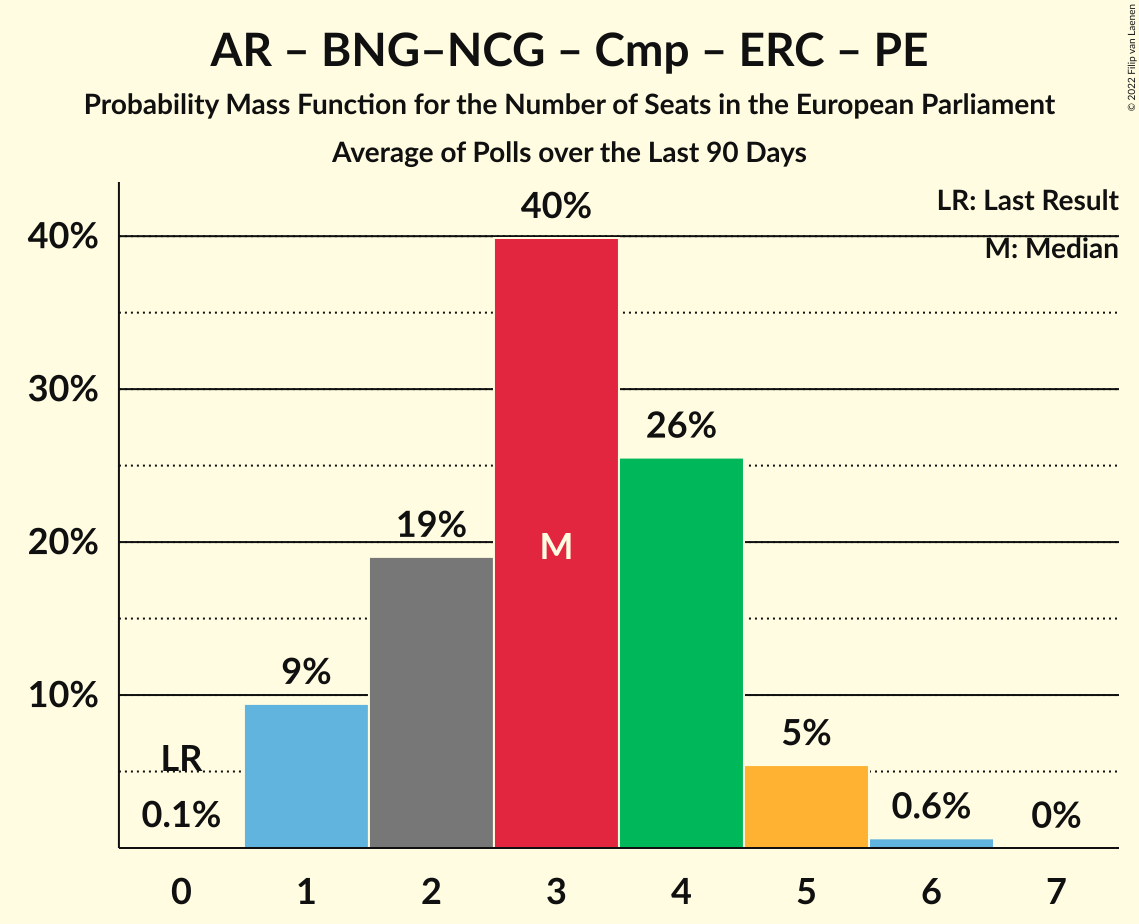 AR – BNG–NCG – Cmp – ERC – PE
Probability Mass Function for the Number of Seats in the European Parliament
Average of Polls over the Last 90 Days
© 2022 Filip van Laenen
LR: Last Result
M: Median
40%
30%
20%
10%
LR
0.1%
9%
19%
40%
M
26%
5%
0.6%
0%
0 1 2 3 4 5 6 7